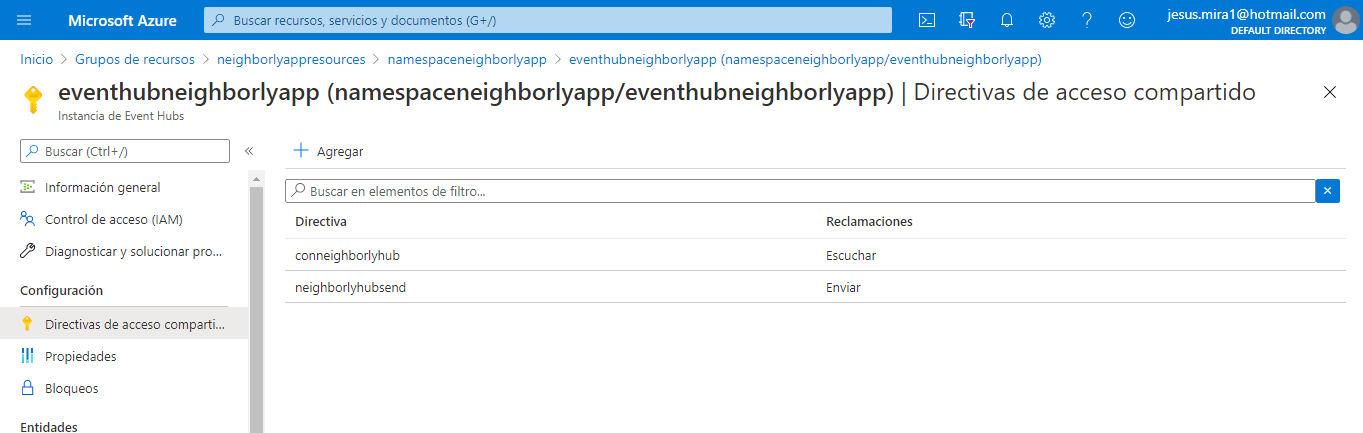 Microsoft Azure
Buscar recursos, servicios y documentos (G+/)
jesus.mira1@hotmail.com
DEFAULT DIRECTORY
Inicio > Grupos de recursos > neighborlyappresources > namespaceneighborlyapp > eventhubneighborlyapp (namespaceneighborlyapp/eventhubneighborlyapp)
eventhubneighborlyapp (namespaceneighborlyapp/eventhubneighborlyapp) | Directivas de acceso compartido
Instancia de Event Hubs
Buscar (Ctrl+/)
Agregar
Información general
Buscar en elementos de filtro...
Control de acceso (IAM)
Directiva Reclamaciones
Diagnosticar y solucionar pro...
conneighborlyhub Escuchar
neighborlyhubsend Enviar
Configuración
Directivas de acceso comparti...
Propiedades
Bloqueos
Entidades